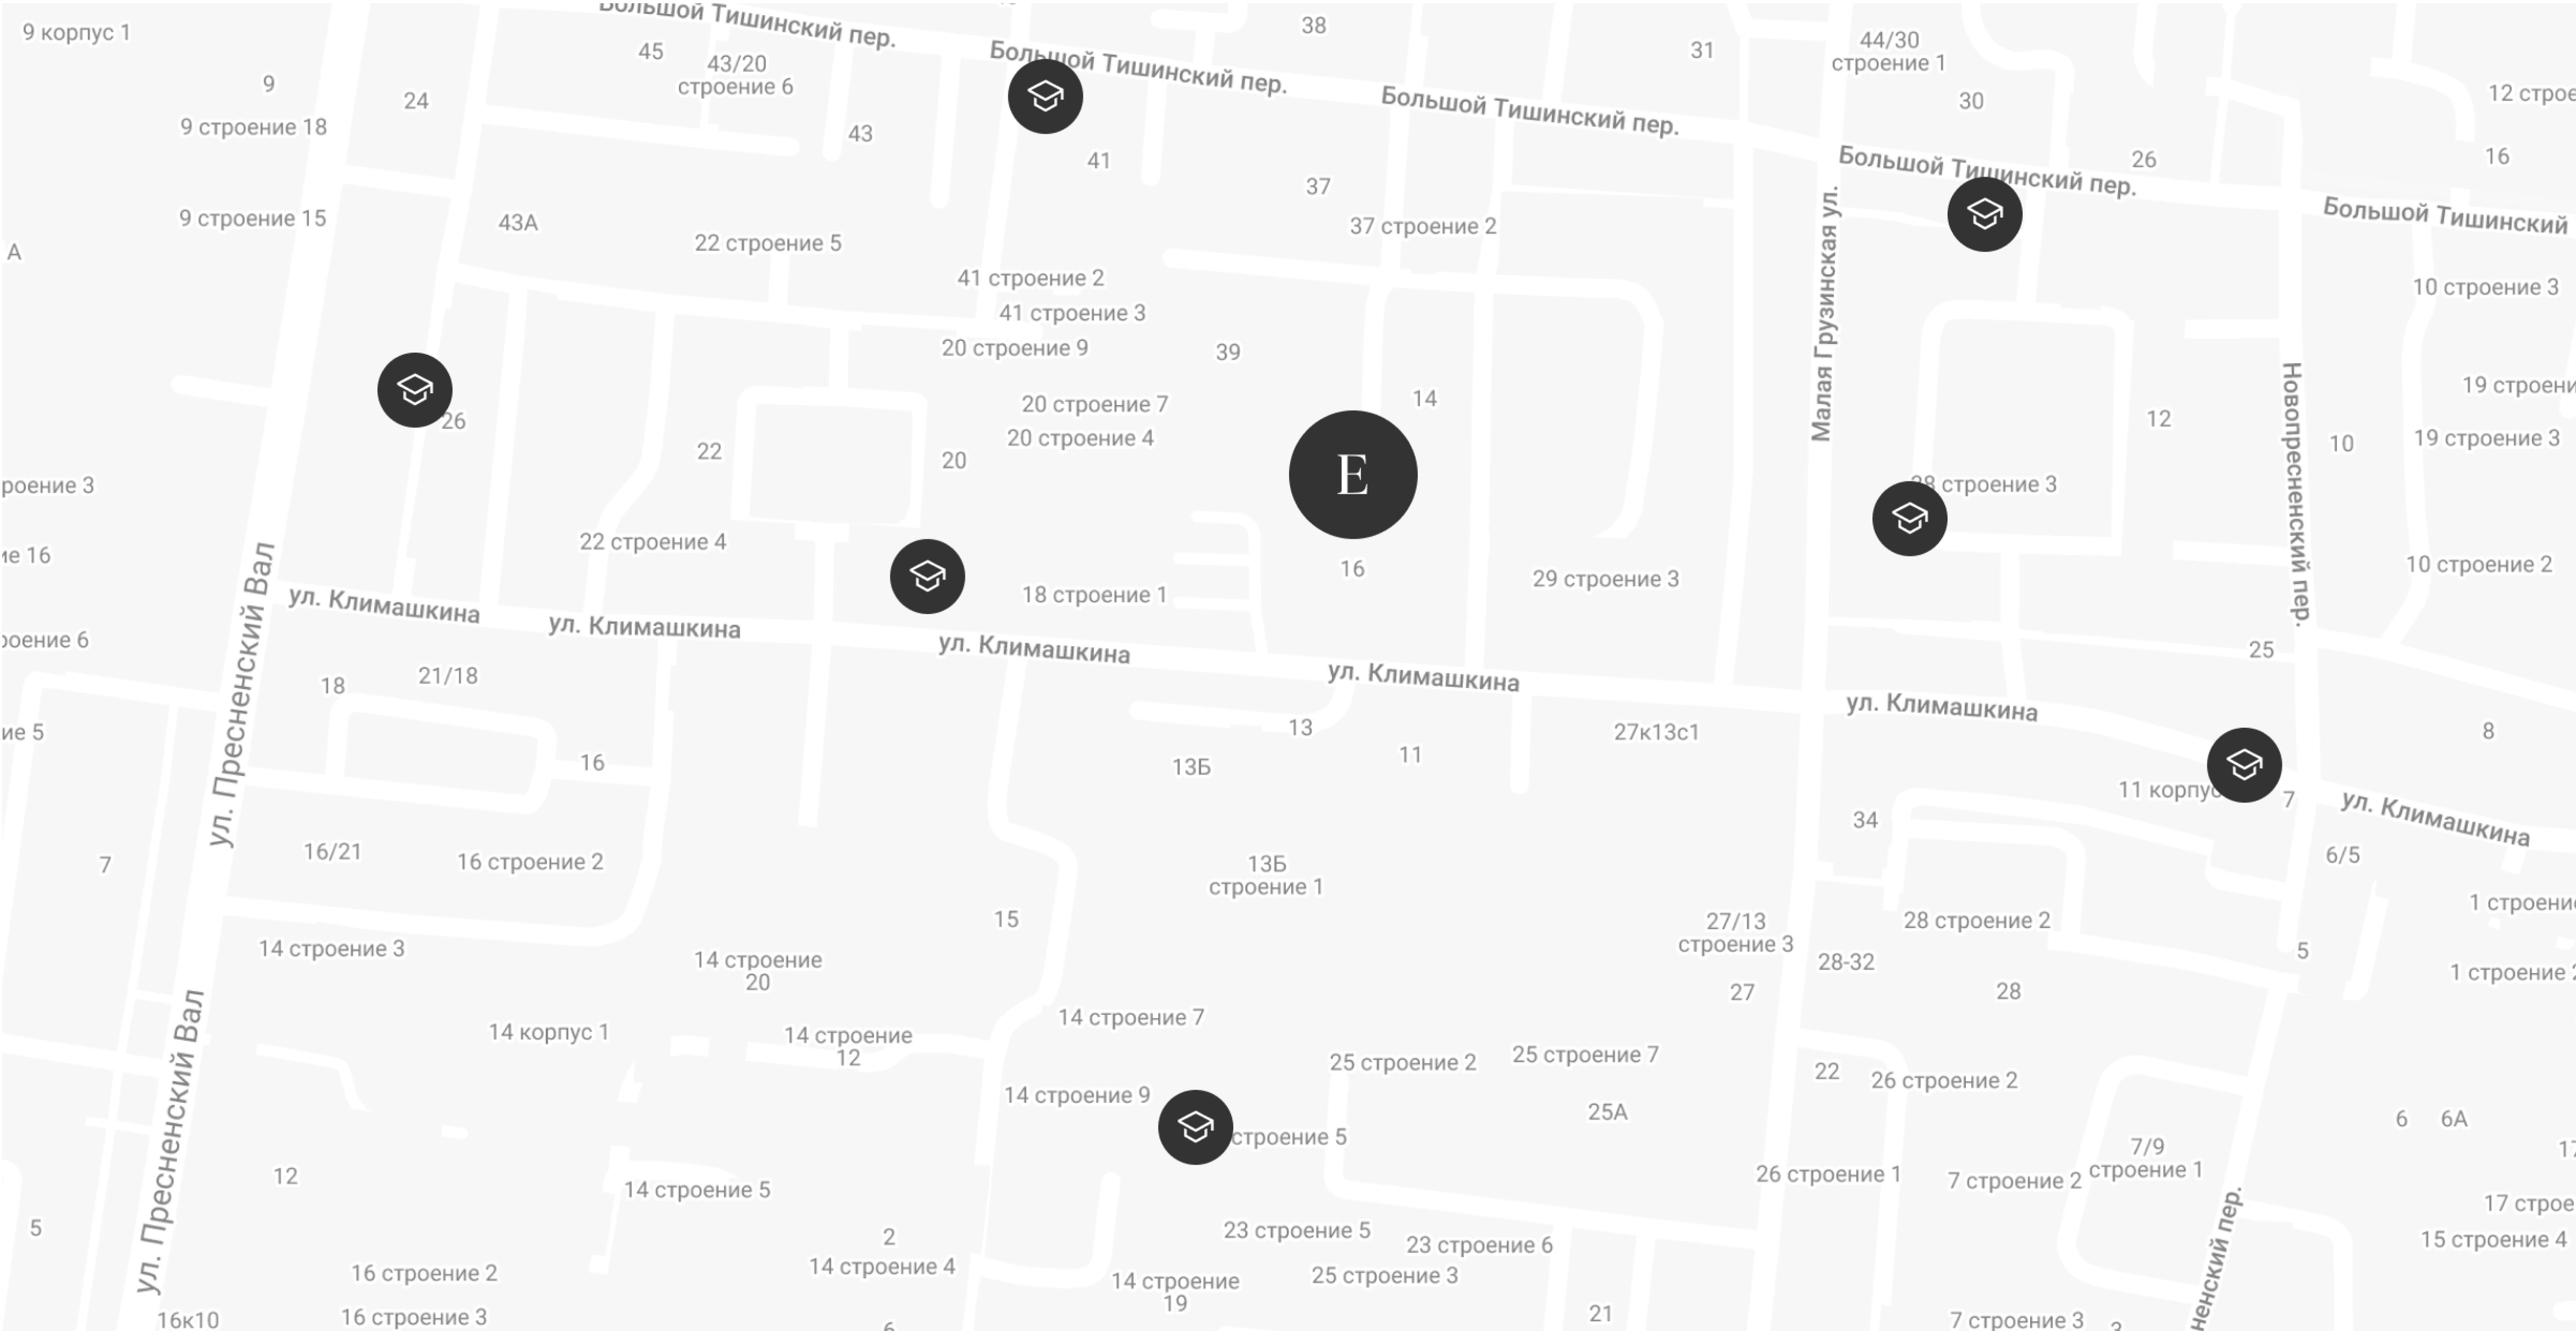 Большой Тишинский пер.
38
9 корпус 1
45
43/20
строение 6
Большой Тишинский пер.
31
44/30
строение 1
9
24
Большой Тишинский пер.
30
12 строе
9 строение 18
43
41
Большой Тишинский пер.
26
16
9 строение 15
43А
22 строение 5
37
37 строение 2
Малая Грузинская ул.
Большой Тишинский
А
41 строение 2
41 строение 3
20 строение 9
39
10 строение 3
26
22
20
20 строение 7
20 строение 4
14
E
12
Новопресненский пер.
10
19 строени
19 строение 3
роение 3
28 строение 3
ие 16
22 строение 4
18 строение 1
16
29 строение 3
10 строение 2
ул. Пресненский Вал
ул. Климашкина
ул. Климашкина
ул. Климашкина
ул. Климашкина
ул. Климашкина
25
роение 6
18
21/18
ие 5
16
13
13Б
11
27к13с1
8
11 корпус
7
ул. Климашкина
34
6/5
7
16/21
16 строение 2
13Б
строение 1
15
27/13
строение 3
28 строение 2
1 строени
14 строение 3
14 строение
20
28-32
5
1 строение 2
27
28
ул. Пресненский Вал
14 корпус 1
14 строение
12
14 строение 7
25 строение 2
25 строение 7
22
26 строение 2
14 строение 9
строение 5
25А
6
6А
7/9
строение 1
17
12
14 строение 5
26 строение 1
7 строение 2
17 строе
5
2
14 строение 4
23 строение 5
23 строение 6
15 строение 4
16 строение 2
14 строение
19
25 строение 3
ненский пер.
16к10
16 строение 3
6
21
7 строение 3
3